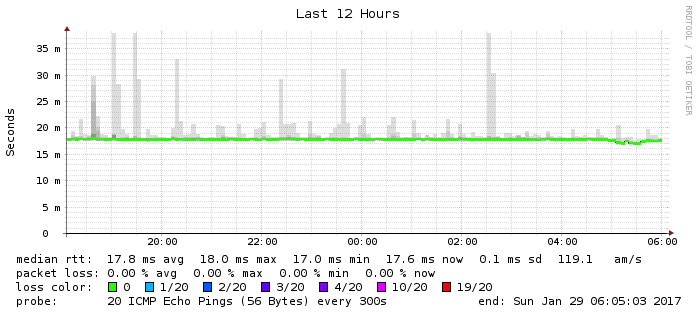 Last 12 Hours
RRDTOOL / TOBI OETIKER
Seconds
35 m
30 m
25 m
20 m
15 m
10 m
5 m
0
20:00 22:00 00:00 02:00 04:00 06:00
median rtt: 17.8 ms avg 18.0 ms max 17.0 ms min 17.6 ms now 0.1 ms sd 119.1 am/s
packet loss: 0.00 % avg 0.00 % max 0.00 % min 0.00 % now
loss color: 0 1/20 2/20 3/20 4/20 10/20 19/20
probe: 20 ICMP Echo Pings (56 Bytes) every 300s end: Sun Jan 29 06:05:03 2017